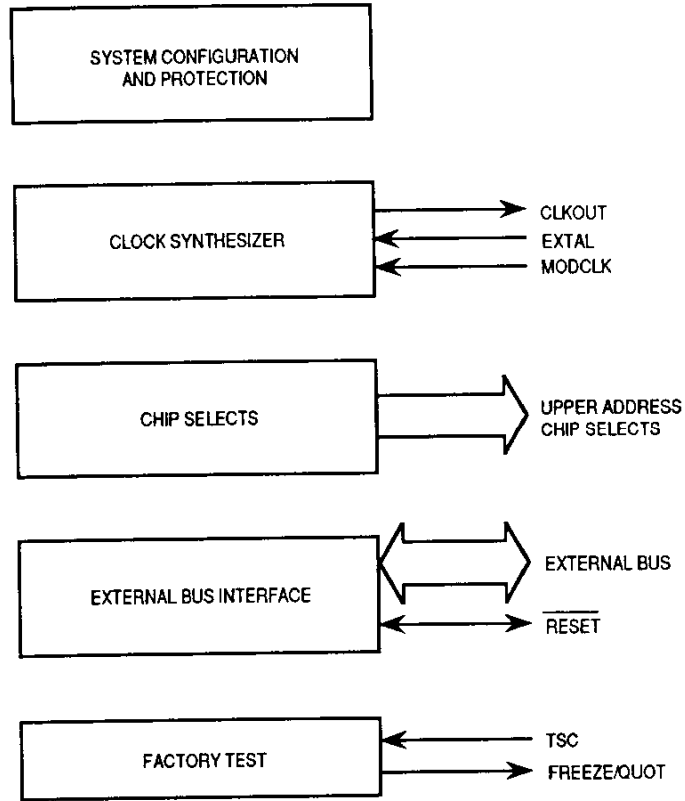 SYSTEM CONFIGURATION
AND PROTECTION
CLOCK SYNTHESIZER
CLKOUT
EXTAL
MODCLK
CHIP SELECTS
UPPER ADDRESS
CHIP SELECTS
EXTERNAL BUS INTERFACE
EXTERNAL BUS
RESET
FACTORY TEST
TSC
FREEZE/QUOT